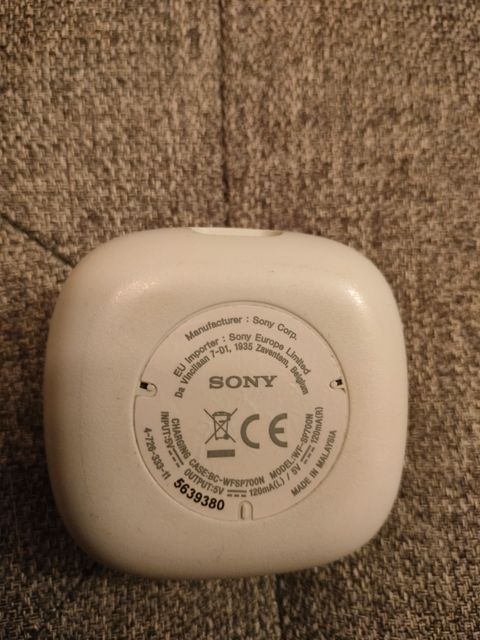 Manufacturer : Sony Corp.
EU Importer : Sony Europe Limited
Da Vincilaan 7-D1, 1935 Zaventem, Belgium
SONY
CE
CHARGING CASE:BC-WFSP700N MODEL:WF-SP700N
INPUT:5V⎓ OUTPUT:5V⎓120mA(L) / 5V⎓120mA(R)
4-726-333-11 5639380 MADE IN MALAYSIA